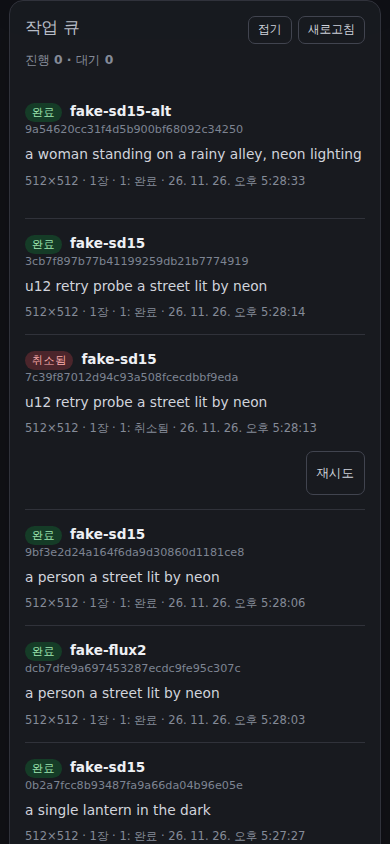 작업 큐
접기
새로고침
진행 0 · 대기 0
완료 fake-sd15-alt
9a54620cc31f4d5b900bf68092c34250
a woman standing on a rainy alley, neon lighting
512×512 · 1장 · 1: 완료 · 26. 11. 26. 오후 5:28:33
완료 fake-sd15
3cb7f897b77b41199259db21b7774919
u12 retry probe a street lit by neon
512×512 · 1장 · 1: 완료 · 26. 11. 26. 오후 5:28:14
취소됨 fake-sd15
7c39f87012d94c93a508fcecdbbf9eda
u12 retry probe a street lit by neon
512×512 · 1장 · 1: 취소됨 · 26. 11. 26. 오후 5:28:13
재시도
완료 fake-sd15
9bf3e2d24a164f6da9d30860d1181ce8
a person a street lit by neon
512×512 · 1장 · 1: 완료 · 26. 11. 26. 오후 5:28:06
완료 fake-flux2
dcb7dfe9a697453287ecdc9fe95c307c
a person a street lit by neon
512×512 · 1장 · 1: 완료 · 26. 11. 26. 오후 5:28:03
완료 fake-sd15
0b2a7fcc8b93487fa9a66da04b96e05e
a single lantern in the dark
512×512 · 1장 · 1: 완료 · 26. 11. 26. 오후 5:27:27